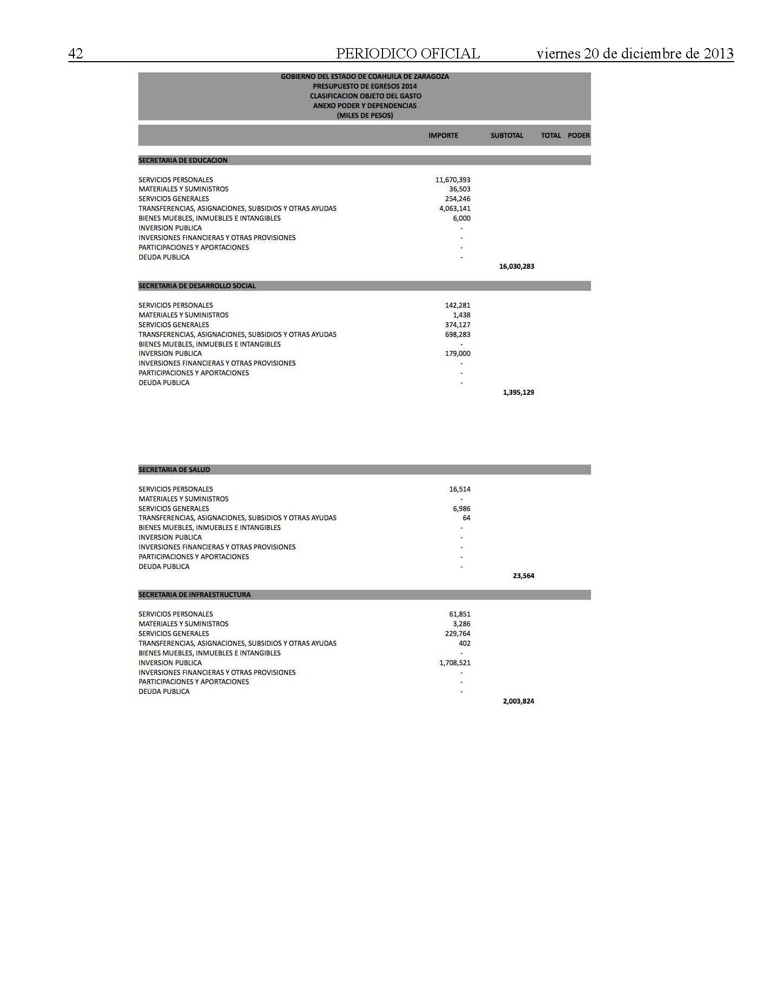 42 PERIODICO OFICIAL viernes 20 de diciembre de 2013
GOBIERNO DEL ESTADO DE COAHUILA DE ZARAGOZA
PRESUPUESTO DE EGRESOS 2014
CLASIFICACION OBJETO DEL GASTO
ANEXO PODER Y DEPENDENCIAS
(MILES DE PESOS)
IMPORTE SUBTOTAL TOTAL PODER
SECRETARIA DE EDUCACION
SERVICIOS PERSONALES 11,670,393
MATERIALES Y SUMINISTROS 36,503
SERVICIOS GENERALES 254,246
TRANSFERENCIAS, ASIGNACIONES, SUBSIDIOS Y OTRAS AYUDAS 4,063,141
BIENES MUEBLES, INMUEBLES E INTANGIBLES 6,000
INVERSION PUBLICA -
INVERSIONES FINANCIERAS Y OTRAS PROVISIONES -
PARTICIPACIONES Y APORTACIONES -
DEUDA PUBLICA -
16,030,283
SECRETARIA DE DESARROLLO SOCIAL
SERVICIOS PERSONALES 142,281
MATERIALES Y SUMINISTROS 1,438
SERVICIOS GENERALES 374,127
TRANSFERENCIAS, ASIGNACIONES, SUBSIDIOS Y OTRAS AYUDAS 698,283
BIENES MUEBLES, INMUEBLES E INTANGIBLES -
INVERSION PUBLICA 179,000
INVERSIONES FINANCIERAS Y OTRAS PROVISIONES -
PARTICIPACIONES Y APORTACIONES -
DEUDA PUBLICA -
1,395,129
SECRETARIA DE SALUD
SERVICIOS PERSONALES 16,514
MATERIALES Y SUMINISTROS -
SERVICIOS GENERALES 6,986
TRANSFERENCIAS, ASIGNACIONES, SUBSIDIOS Y OTRAS AYUDAS 64
BIENES MUEBLES, INMUEBLES E INTANGIBLES -
INVERSION PUBLICA -
INVERSIONES FINANCIERAS Y OTRAS PROVISIONES -
PARTICIPACIONES Y APORTACIONES -
DEUDA PUBLICA -
23,564
SECRETARIA DE INFRAESTRUCTURA
SERVICIOS PERSONALES 61,851
MATERIALES Y SUMINISTROS 3,286
SERVICIOS GENERALES 229,764
TRANSFERENCIAS, ASIGNACIONES, SUBSIDIOS Y OTRAS AYUDAS 402
BIENES MUEBLES, INMUEBLES E INTANGIBLES -
INVERSION PUBLICA 1,708,521
INVERSIONES FINANCIERAS Y OTRAS PROVISIONES -
PARTICIPACIONES Y APORTACIONES -
DEUDA PUBLICA -
2,003,824